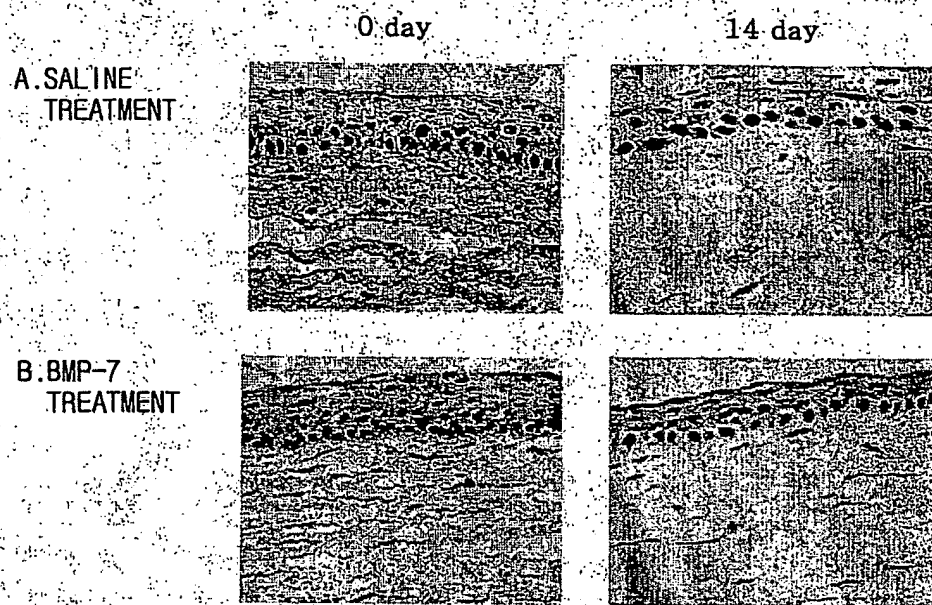 0 day 14 day
A.SALINE
TREATMENT
B.BMP-7
TREATMENT